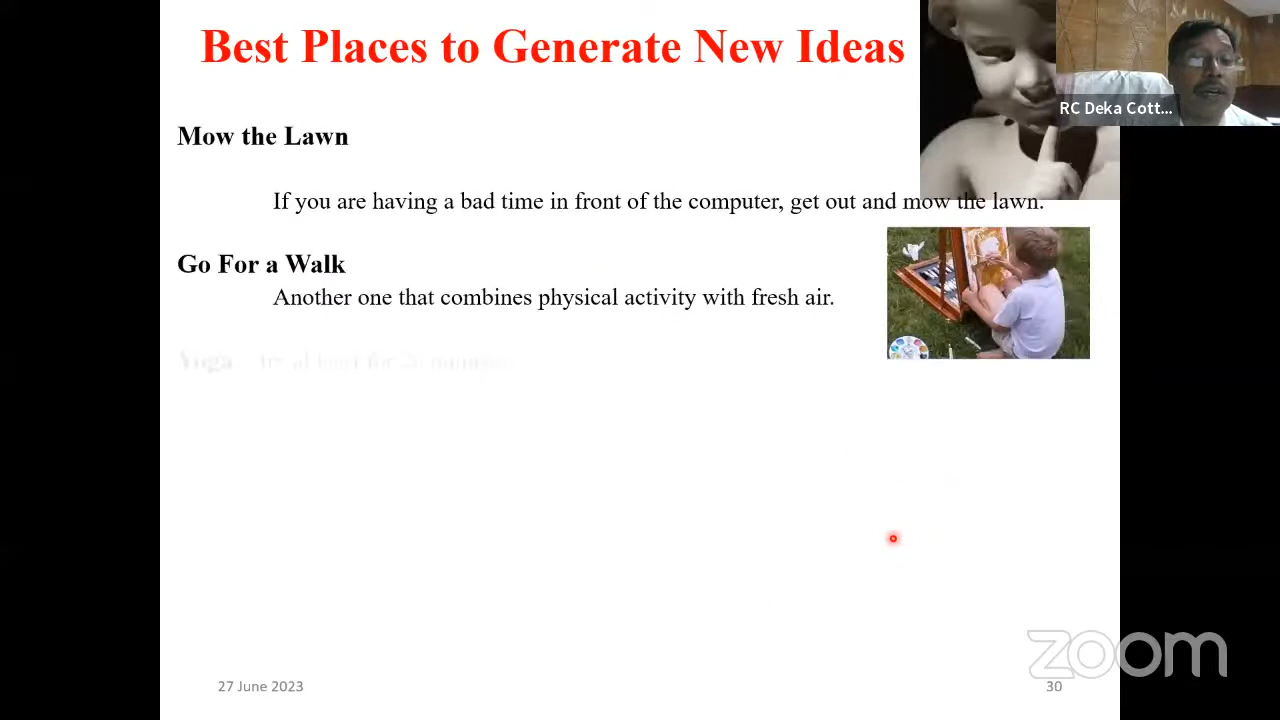 Best Places to Generate New Ideas
RC Deka Cott...
Mow the Lawn
If you are having a bad time in front of the computer, get out and mow the lawn.
Go For a Walk
Another one that combines physical activity with fresh air.
Yoga
27 June 2023
30
zoom